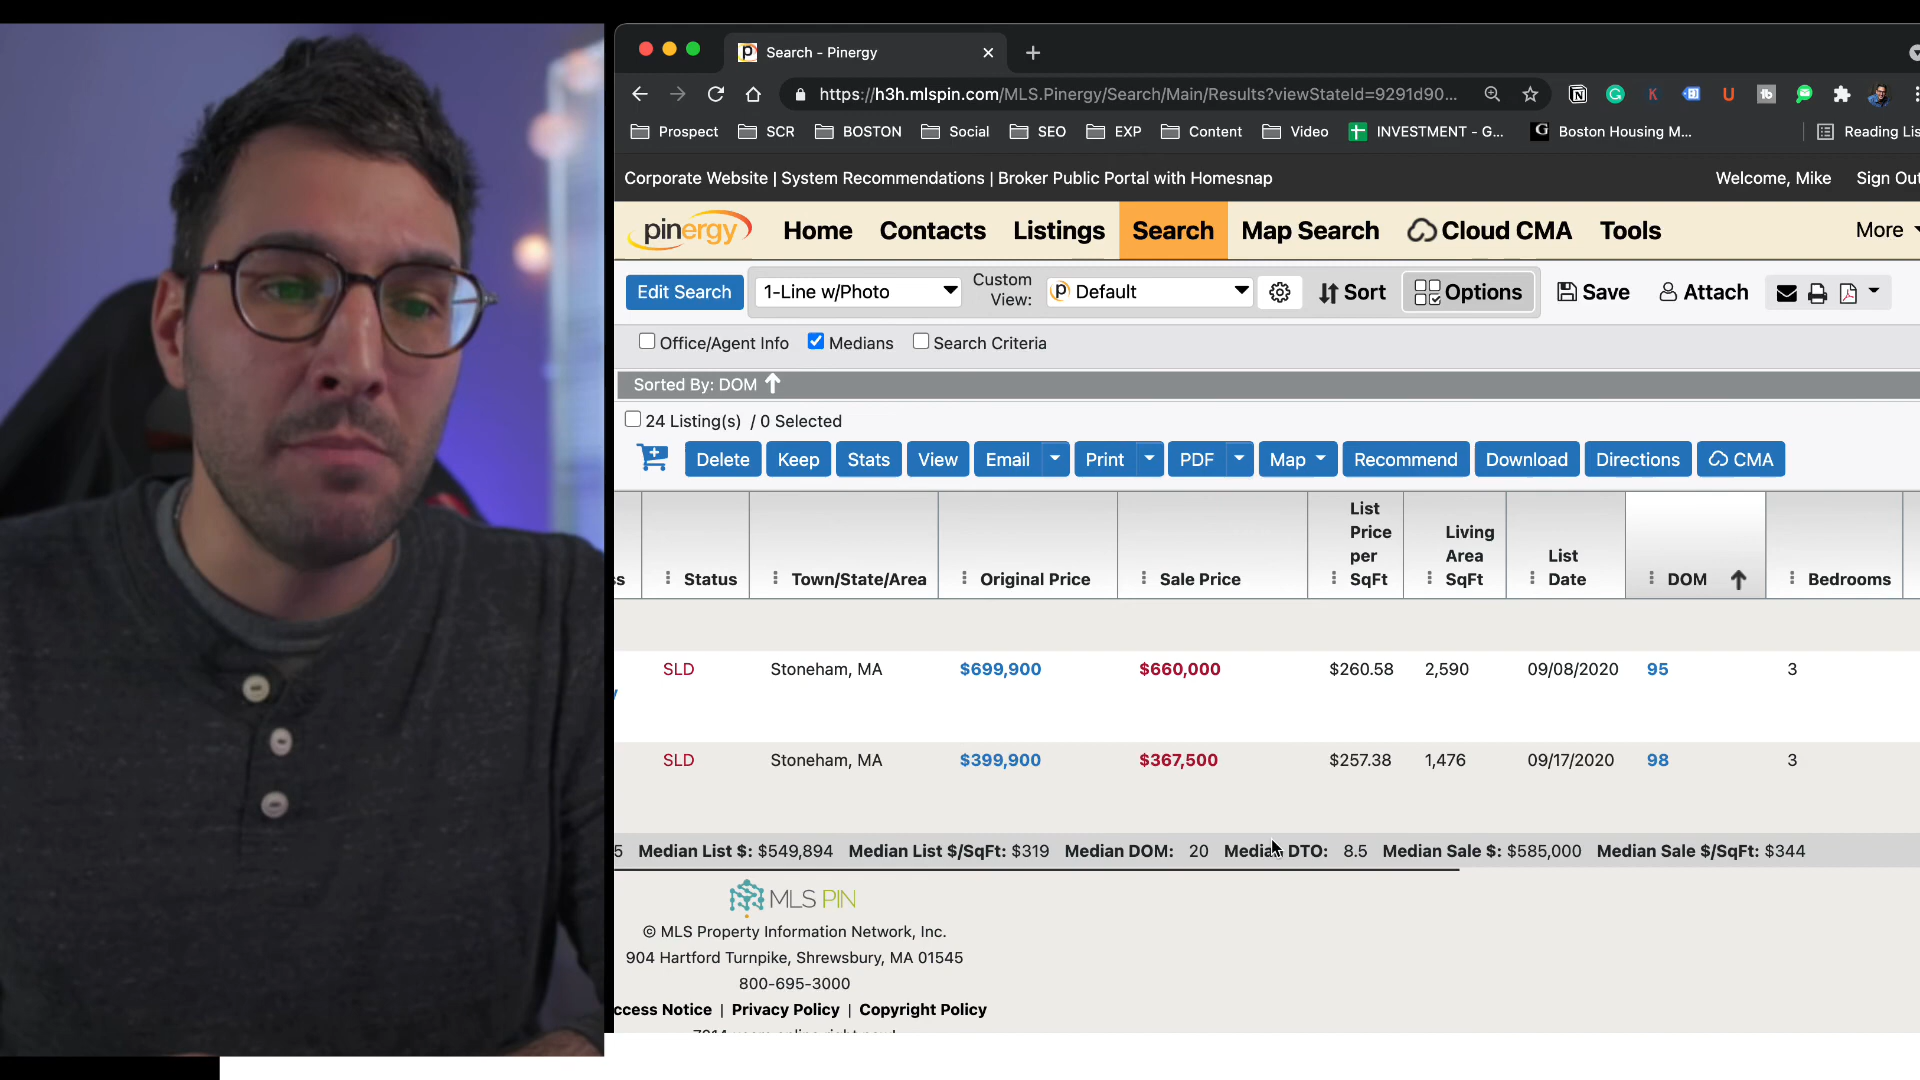 Search - Pinergy
https://h3h.mlspin.com/MLS.Pinergy/Search/Main/Results?viewStateId=9291d90...
Prospect SCR BOSTON Social SEO EXP Content Video INVESTMENT - G... Boston Housing M... Reading Lis
Corporate Website | System Recommendations | Broker Public Portal with Homesnap Welcome, Mike Sign Out
pinergy Home Contacts Listings Search Map Search Cloud CMA Tools More
Edit Search 1-Line w/Photo Custom View: Default Sort Options Save Attach
Office/Agent Info Medians Search Criteria
Sorted By: DOM
24 Listing(s) / 0 Selected
Delete Keep Stats View Email Print PDF Map Recommend Download Directions CMA
s Status Town/State/Area Original Price Sale Price List Price per SqFt Living Area SqFt List Date DOM Bedrooms
SLD Stoneham, MA $699,900 $660,000 $260.58 2,590 09/08/2020 95 3
SLD Stoneham, MA $399,900 $367,500 $257.38 1,476 09/17/2020 98 3
5 Median List $: $549,894 Median List $/SqFt: $319 Median DOM: 20 Median DTO: 8.5 Median Sale $: $585,000 Median Sale $/SqFt: $344
MLS PIN
© MLS Property Information Network, Inc.
904 Hartford Turnpike, Shrewsbury, MA 01545
800-695-3000
ccess Notice | Privacy Policy | Copyright Policy